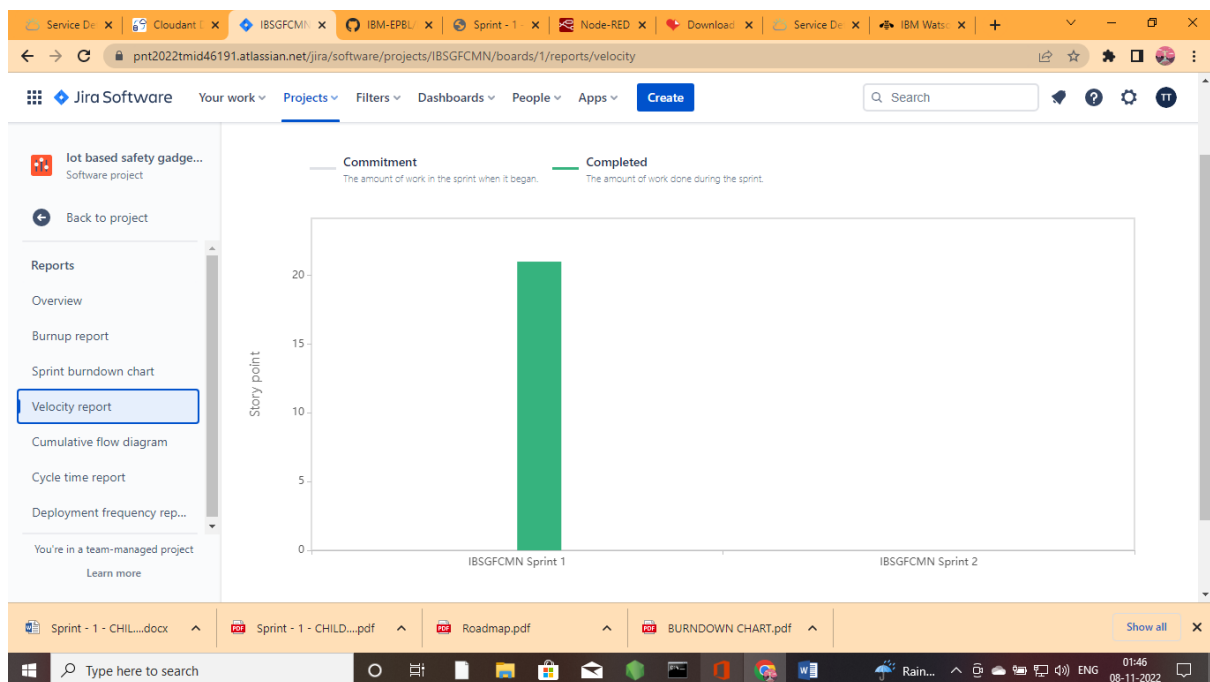 Service De
Cloudant D
IBSGFCMN
IBM-EPBL/
Sprint - 1 -
Node-RED
Download
Service De
IBM Watso
pnt2022tmid46191.atlassian.net/jira/software/projects/IBSGFCMN/boards/1/reports/velocity
Jira Software
Your work
Projects
Filters
Dashboards
People
Apps
Create
Search
TT
Iot based safety gadge...
Software project
Back to project
Reports
Overview
Burnup report
Sprint burndown chart
Velocity report
Cumulative flow diagram
Cycle time report
Deployment frequency rep...
You're in a team-managed project
Learn more
Commitment
The amount of work in the sprint when it began.
Completed
The amount of work done during the sprint.
Story point
20
15
10
5
0
IBSGFCMN Sprint 1
IBSGFCMN Sprint 2
Sprint - 1 - CHIL....docx
Sprint - 1 - CHILD....pdf
Roadmap.pdf
BURNDOWN CHART.pdf
Show all
Type here to search
Rain...
ENG
01:46
08-11-2022